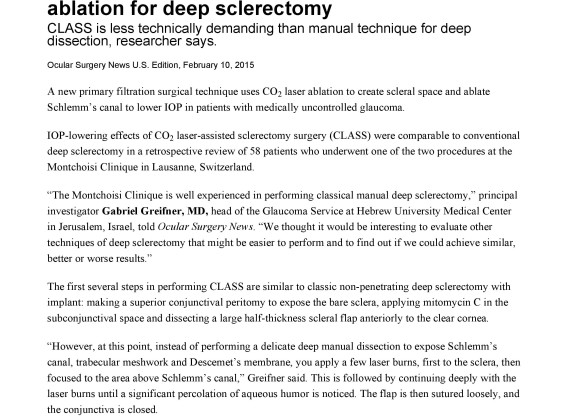 ablation for deep sclerectomy
CLASS is less technically demanding than manual technique for deep
dissection, researcher says.
Ocular Surgery News U.S. Edition, February 10, 2015
A new primary filtration surgical technique uses CO2 laser ablation to create scleral space and ablate
Schlemm’s canal to lower IOP in patients with medically uncontrolled glaucoma.
IOP-lowering effects of CO2 laser-assisted sclerectomy surgery (CLASS) were comparable to conventional
deep sclerectomy in a retrospective review of 58 patients who underwent one of the two procedures at the
Montchoisi Clinique in Lausanne, Switzerland.
“The Montchoisi Clinique is well experienced in performing classical manual deep sclerectomy,” principal
investigator Gabriel Greifner, MD, head of the Glaucoma Service at Hebrew University Medical Center
in Jerusalem, Israel, told Ocular Surgery News. “We thought it would be interesting to evaluate other
techniques of deep sclerectomy that might be easier to perform and to find out if we could achieve similar,
better or worse results.”
The first several steps in performing CLASS are similar to classic non-penetrating deep sclerectomy with
implant: making a superior conjunctival peritomy to expose the bare sclera, applying mitomycin C in the
subconjunctival space and dissecting a large half-thickness scleral flap anteriorly to the clear cornea.
“However, at this point, instead of performing a delicate deep manual dissection to expose Schlemm’s
canal, trabecular meshwork and Descemet’s membrane, you apply a few laser burns, first to the sclera, then
focused to the area above Schlemm’s canal,” Greifner said. This is followed by continuing deeply with the
laser burns until a significant percolation of aqueous humor is noticed. The flap is then sutured loosely, and
the conjunctiva is closed.